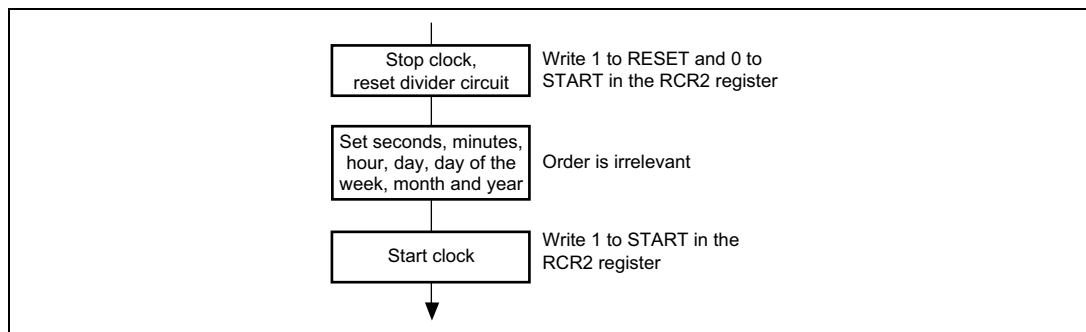 Stop clock,
reset divider circuit
Write 1 to RESET and 0 to
START in the RCR2 register
Set seconds, minutes,
hour, day, day of the
week, month and year
Order is irrelevant
Start clock
Write 1 to START in the
RCR2 register